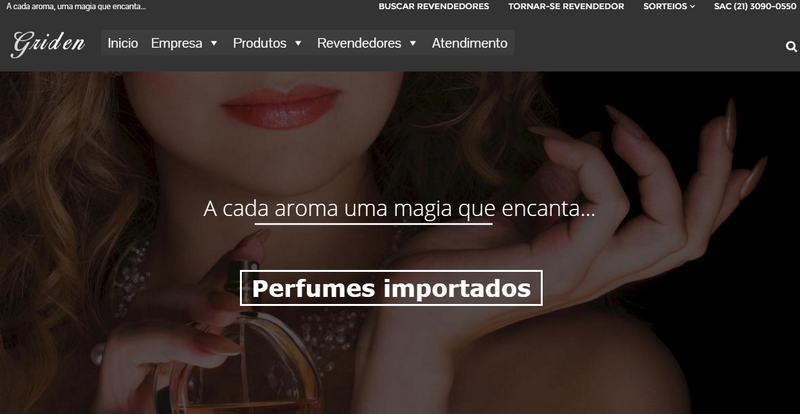 A cada aroma, uma magia que encanta...
BUSCAR REVENDEDORES TORNAR-SE REVENDEDOR SORTEIOS SAC (21) 3090-0550
Griden
Inicio Empresa Produtos Revendedores Atendimento
A cada aroma uma magia que encanta...
Perfumes importados